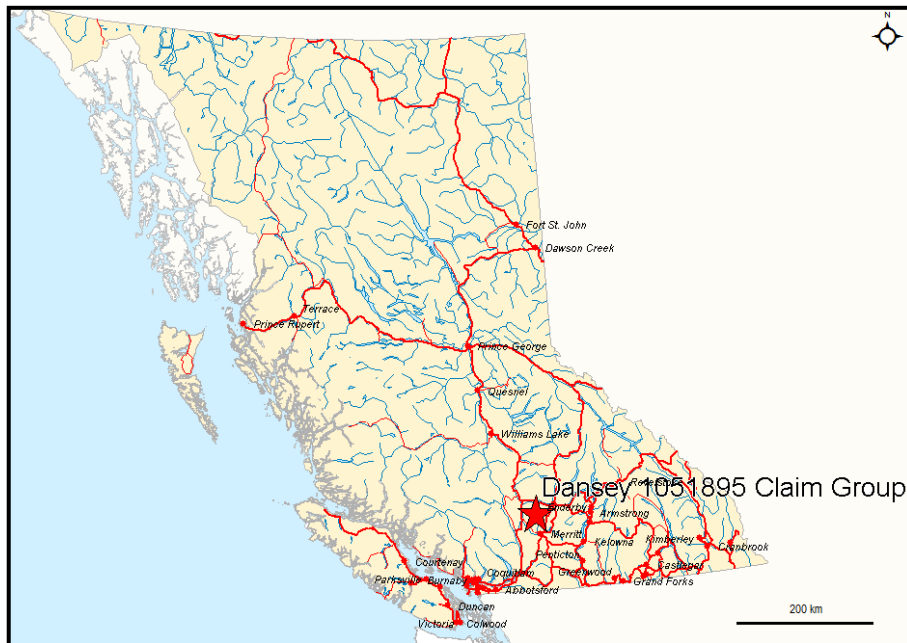 N
Fort St. John
Dawson Creek
Terrace
Prince Rupert
Prince George
Quesnel
Williams Lake
Revelstoke
Dansey 1051895 Claim Group
Enderby
Armstrong
Merritt
Kelowna
Kimberley
Cranbrook
Penticton
Courtenay
Castlegar
Coquitlam
Greenwood
Parksville
Burnaby
Grand Forks
Abbotsford
Duncan
Victoria
Colwood
200 km